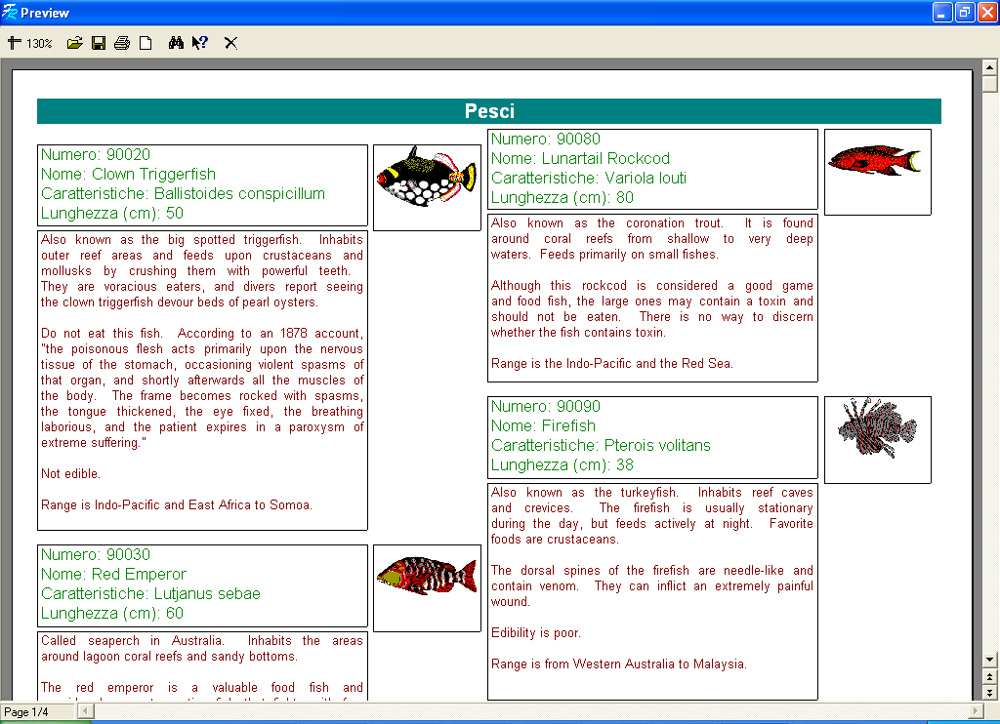 Preview
130%
Pesci
Numero: 90020
Nome: Clown Triggerfish
Caratteristiche: Ballistoides conspicillum
Lunghezza (cm): 50
Also known as the big spotted triggerfish. Inhabits
outer reef areas and feeds upon crustaceans and
mollusks by crushing them with powerful teeth.
They are voracious eaters, and divers report seeing
the clown triggerfish devour beds of pearl oysters.
Do not eat this fish. According to an 1878 account,
"the poisonous flesh acts primarily upon the nervous
tissue of the stomach, occasioning violent spasms of
that organ, and shortly afterwards all the muscles of
the body. The frame becomes rocked with spasms,
the tongue thickened, the eye fixed, the breathing
laborious, and the patient expires in a paroxysm of
extreme suffering."
Not edible.
Range is Indo-Pacific and East Africa to Somoa.
Numero: 90030
Nome: Red Emperor
Caratteristiche: Lutjanus sebae
Lunghezza (cm): 60
Called seaperch in Australia. Inhabits the areas
around lagoon coral reefs and sandy bottoms.
The red emperor is a valuable food fish and
Numero: 90080
Nome: Lunartail Rockcod
Caratteristiche: Variola louti
Lunghezza (cm): 80
Also known as the coronation trout. It is found
around coral reefs from shallow to very deep
waters. Feeds primarily on small fishes.
Although this rockcod is considered a good game
and food fish, the large ones may contain a toxin and
should not be eaten. There is no way to discern
whether the fish contains toxin.
Range is the Indo-Pacific and the Red Sea.
Numero: 90090
Nome: Firefish
Caratteristiche: Pterois volitans
Lunghezza (cm): 38
Also known as the turkeyfish. Inhabits reef caves
and crevices. The firefish is usually stationary
during the day, but feeds actively at night. Favorite
foods are crustaceans.
The dorsal spines of the firefish are needle-like and
contain venom. They can inflict an extremely painful
wound.
Edibility is poor.
Range is from Western Australia to Malaysia.
Page 1/4